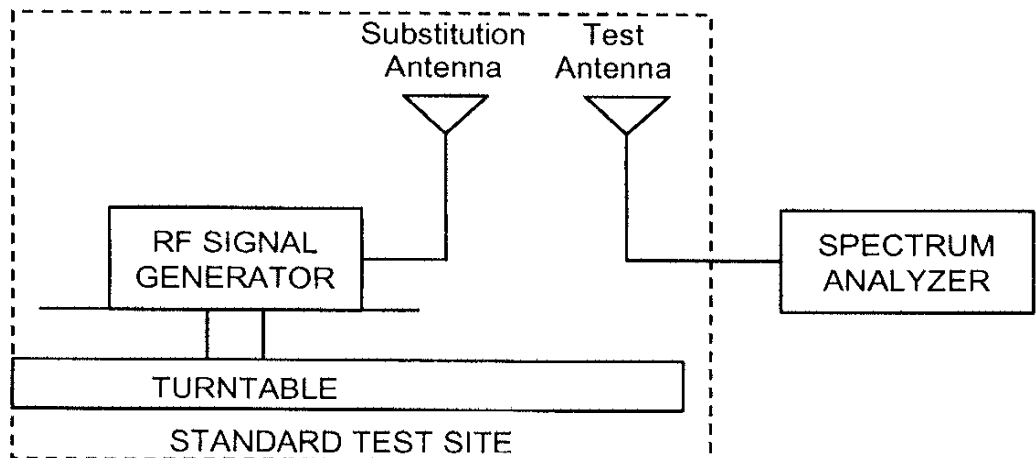 Substitution
Antenna
Test
Antenna
RF SIGNAL
GENERATOR
SPECTRUM
ANALYZER
TURNTABLE
STANDARD TEST SITE